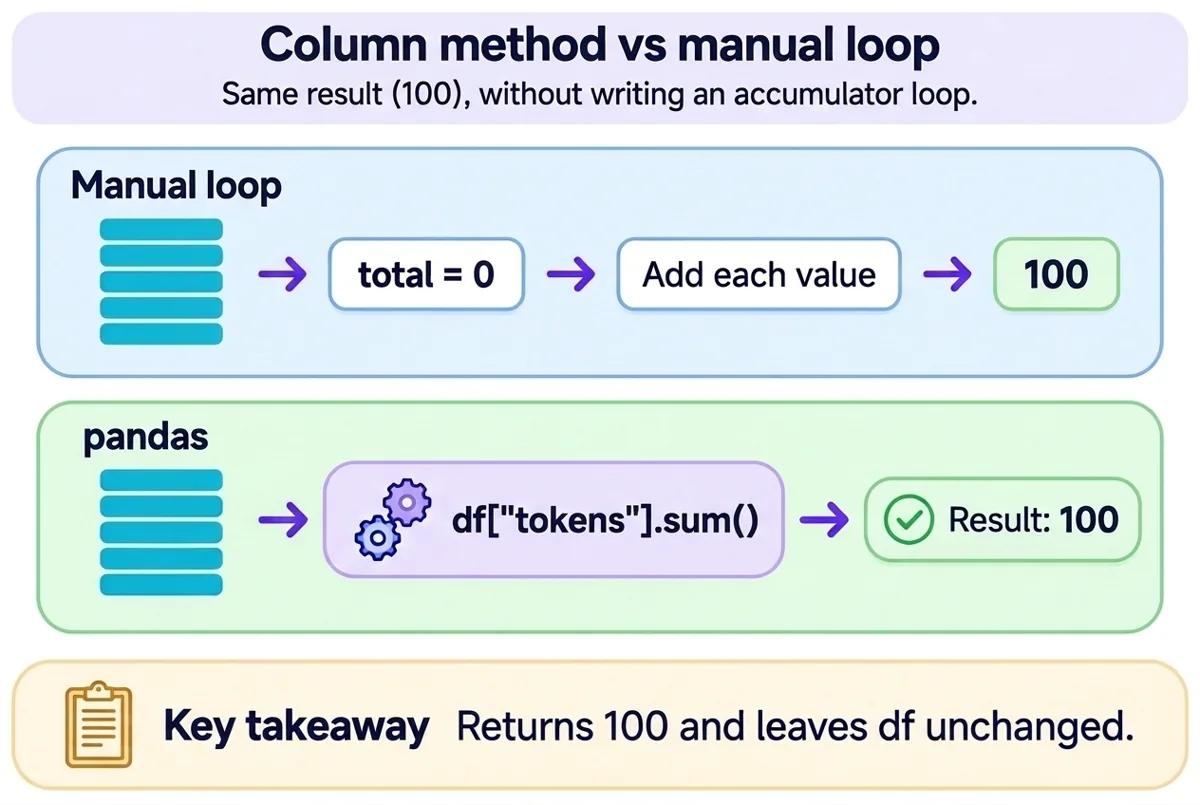 Column method vs manual loop
Same result (100), without writing an accumulator loop.
Manual loop
total = 0
Add each value
100
pandas
df["tokens"].sum()
Result: 100
Key takeaway Returns 100 and leaves df unchanged.